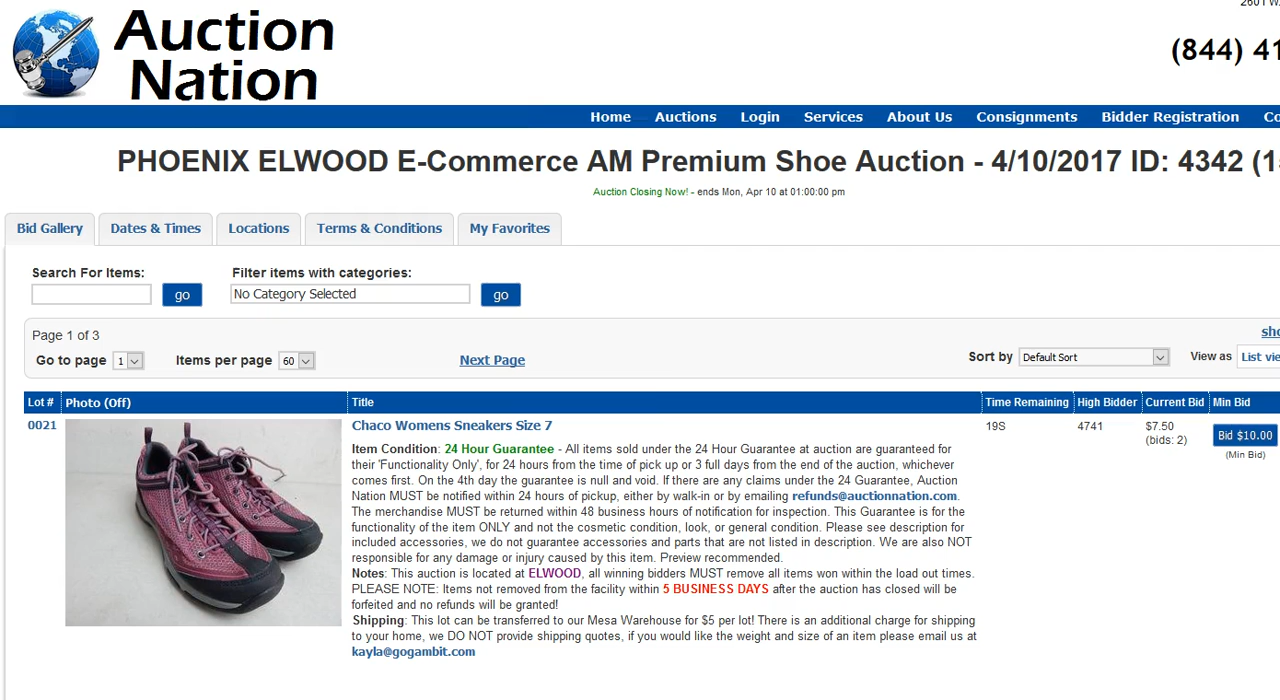 2601 W
Auction
Nation
(844) 41
Home Auctions Login Services About Us Consignments Bidder Registration Co
PHOENIX ELWOOD E-Commerce AM Premium Shoe Auction - 4/10/2017 ID: 4342 (1
Auction Closing Now! - ends Mon, Apr 10 at 01:00:00 pm
Bid Gallery Dates & Times Locations Terms & Conditions My Favorites
Search For Items: Filter items with categories:
go No Category Selected go
Page 1 of 3 sho
Go to page 1 Items per page 60 Next Page Sort by Default Sort View as List vie
Lot # Photo (Off) Title Time Remaining High Bidder Current Bid Min Bid
0021 Chaco Womens Sneakers Size 7 19S 4741 $7.50 Bid $10.00
(bids: 2) (Min Bid)
Item Condition: 24 Hour Guarantee - All items sold under the 24 Hour Guarantee at auction are guaranteed for
their 'Functionality Only', for 24 hours from the time of pick up or 3 full days from the end of the auction, whichever
comes first. On the 4th day the guarantee is null and void. If there are any claims under the 24 Guarantee, Auction
Nation MUST be notified within 24 hours of pickup, either by walk-in or by emailing refunds@auctionnation.com.
The merchandise MUST be returned within 48 business hours of notification for inspection. This Guarantee is for the
functionality of the item ONLY and not the cosmetic condition, look, or general condition. Please see description for
included accessories, we do not guarantee accessories and parts that are not listed in description. We are also NOT
responsible for any damage or injury caused by this item. Preview recommended.
Notes: This auction is located at ELWOOD, all winning bidders MUST remove all items won within the load out times.
PLEASE NOTE: Items not removed from the facility within 5 BUSINESS DAYS after the auction has closed will be
forfeited and no refunds will be granted!
Shipping: This lot can be transferred to our Mesa Warehouse for $5 per lot! There is an additional charge for shipping
to your home, we DO NOT provide shipping quotes, if you would like the weight and size of an item please email us at
kayla@gogambit.com